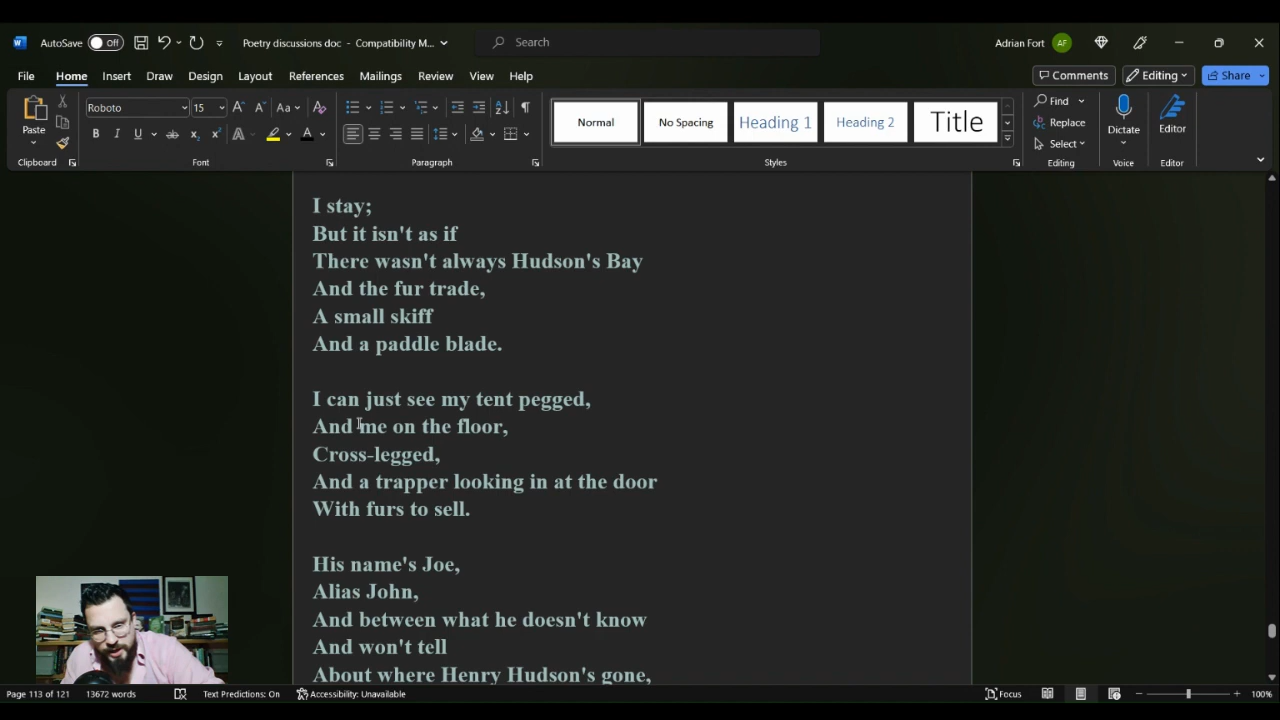 AutoSave Off Poetry discussions doc - Compatibility M... Search Adrian Fort AF
File Home Insert Draw Design Layout References Mailings Review View Help Comments Editing Share
Paste Roboto 15 Aa Normal No Spacing Heading 1 Heading 2 Title Find Replace Select Dictate Editor
Clipboard Font Paragraph Styles Editing Voice Editor
I stay;
But it isn't as if
There wasn't always Hudson's Bay
And the fur trade,
A small skiff
And a paddle blade.
I can just see my tent pegged,
And me on the floor,
Cross-legged,
And a trapper looking in at the door
With furs to sell.
His name's Joe,
Alias John,
And between what he doesn't know
And won't tell
About where Henry Hudson's gone,
Page 113 of 121 13672 words Text Predictions: On Accessibility: Unavailable Focus 100%